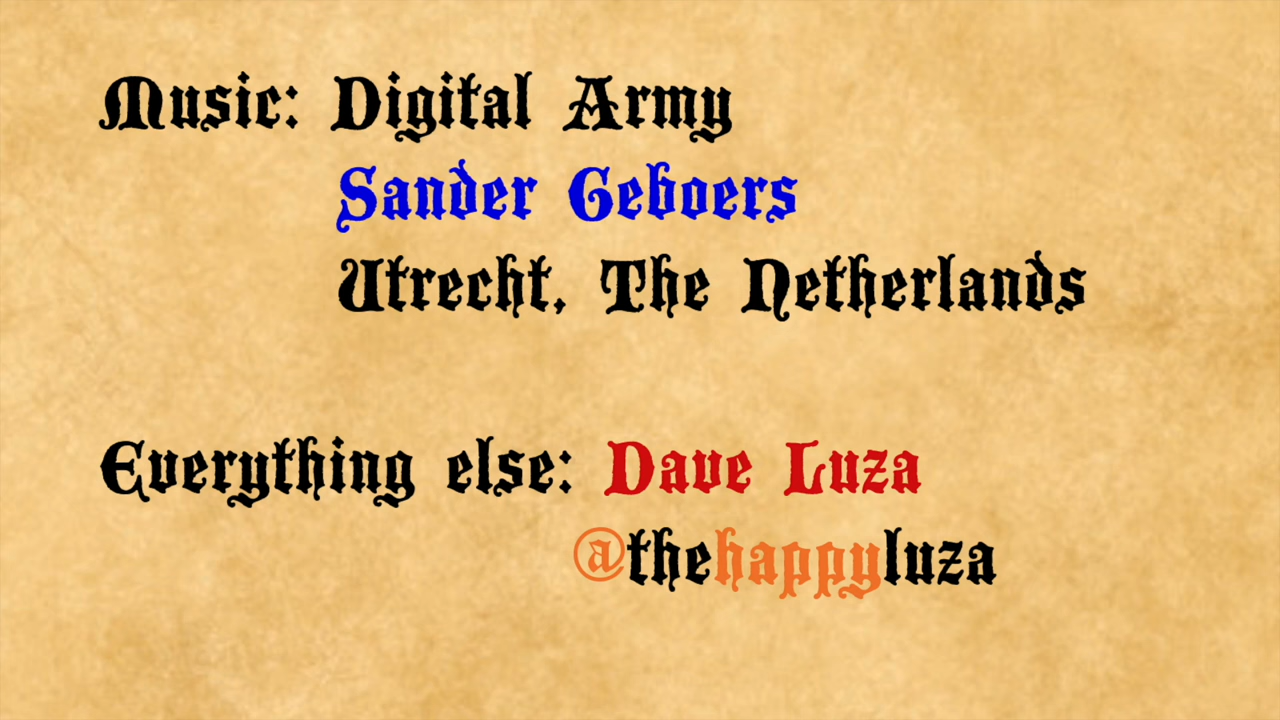 Music: Digital Army
Sander Geboers
Utrecht, The Netherlands
Everything else: Dave Luza
@thehappyluza